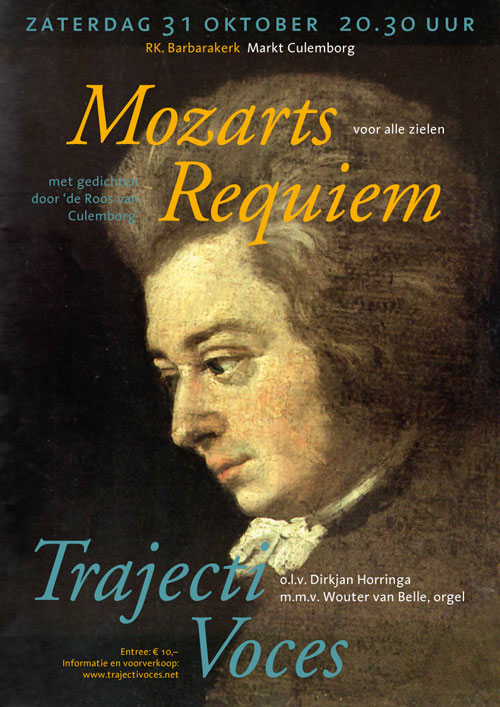 ZATERDAG 31 OKTOBER 20.30 UUR
RK. Barbarakerk Markt Culemborg
Mozarts
voor alle zielen
Requiem
met gedichten
door ‘de Roos van
Culemborg’
Trajecti
Voces
o.l.v. Dirkjan Horringa
m.m.v. Wouter van Belle, orgel
Entree: € 10,–
Informatie en voorverkoop:
www.trajectivoces.net